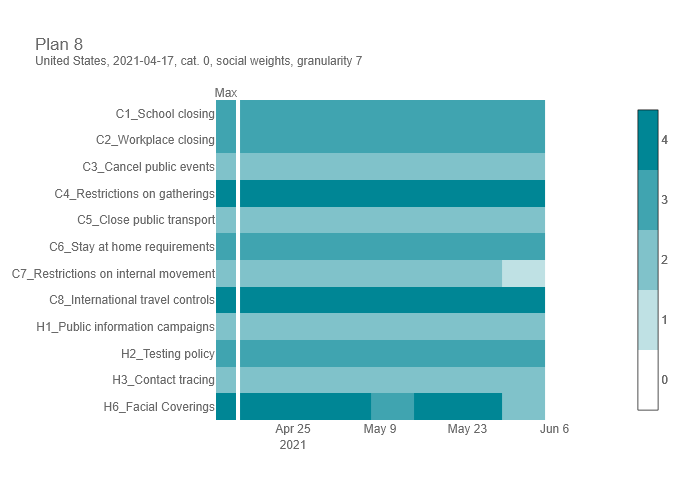 Plan 8
United States, 2021-04-17, cat. 0, social weights, granularity 7
Max
C1_School closing
C2_Workplace closing
C3_Cancel public events
C4_Restrictions on gatherings
C5_Close public transport
C6_Stay at home requirements
C7_Restrictions on internal movement
C8_International travel controls
H1_Public information campaigns
H2_Testing policy
H3_Contact tracing
H6_Facial Coverings
Apr 25 May 9 May 23 Jun 6
2021
4
3
2
1
0